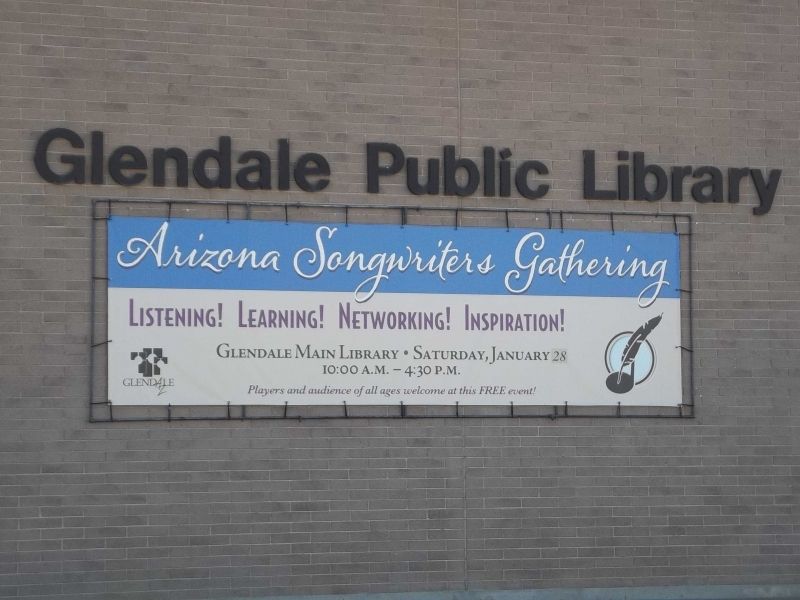 Glendale Public Library
Arizona Songwriters Gathering
LISTENING! LEARNING! NETWORKING! INSPIRATION!
GLENDALE MAIN LIBRARY • SATURDAY, JANUARY 28
10:00 A.M. – 4:30 P.M.
Players and audience of all ages welcome at this FREE event!
GLENDALE
AZ